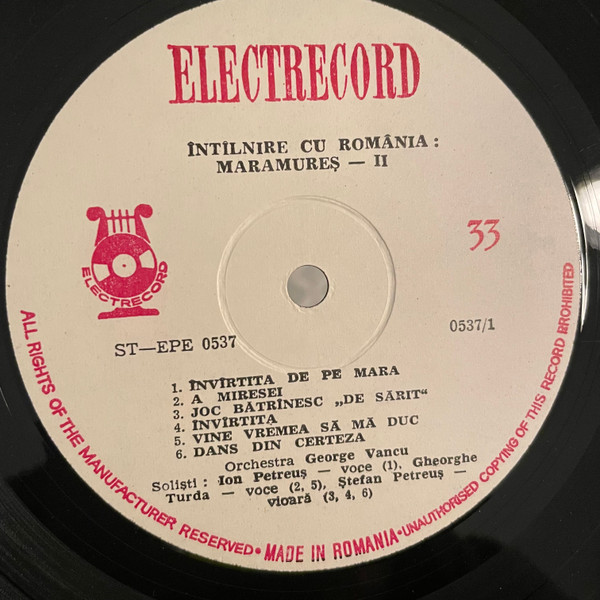 ELECTRECORD
ÎNTÎLNIRE CU ROMÂNIA :
MARAMUREȘ — II
33
ELECTRECORD
ST—EPE 0537
0537/1
1. ÎNVÎRTITA DE PE MARA
2. A MIRESEI
3. JOC BĂTRÎNESC „DE SĂRIT“
4. ÎNVÎRTITA
5. VINE VREMEA SĂ MĂ DUC
6. DANS DIN CERTEZA
Orchestra George Vancu
Soliști : Ion Petreuș — voce (1), Gheorghe
Turda — voce (2, 5), Ștefan Petreuș —
vioară (3, 4, 6)
ALL RIGHTS OF THE MANUFACTURER RESERVED • MADE IN ROMANIA • UNAUTHORISED COPYING OF THIS RECORD PROHIBITED